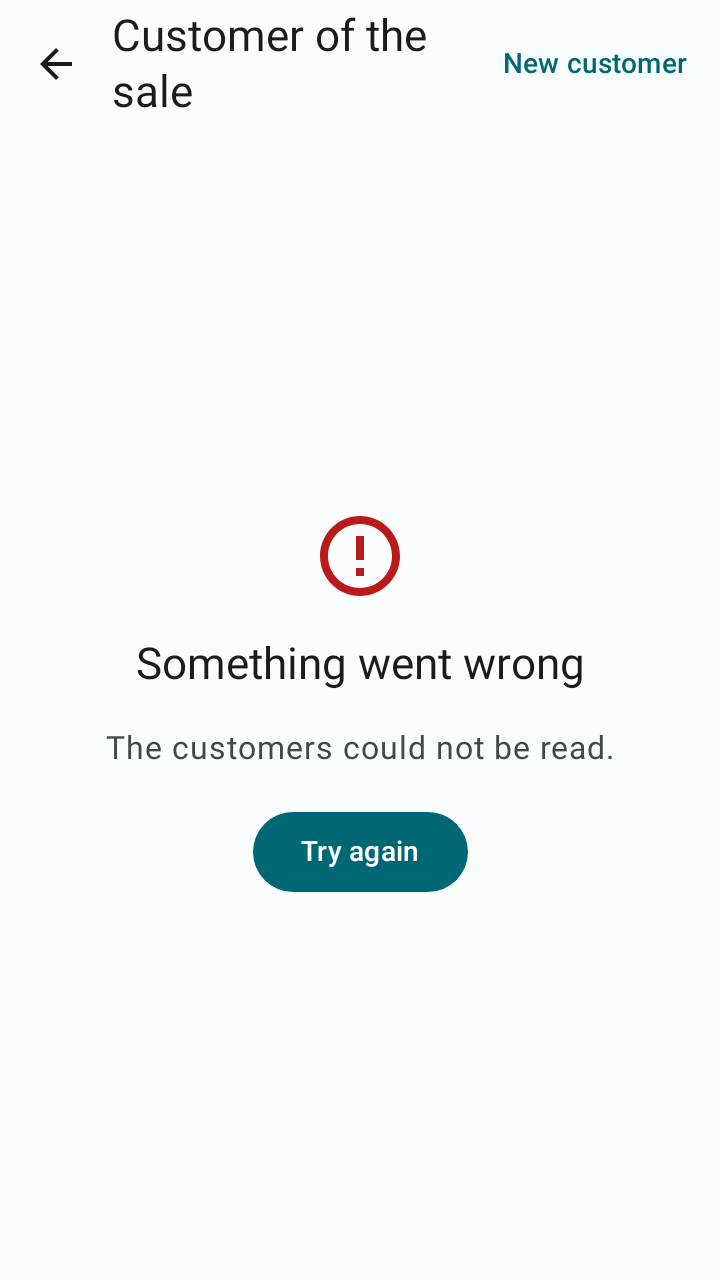 Customer of the
sale
New customer
Something went wrong
The customers could not be read.
Try again